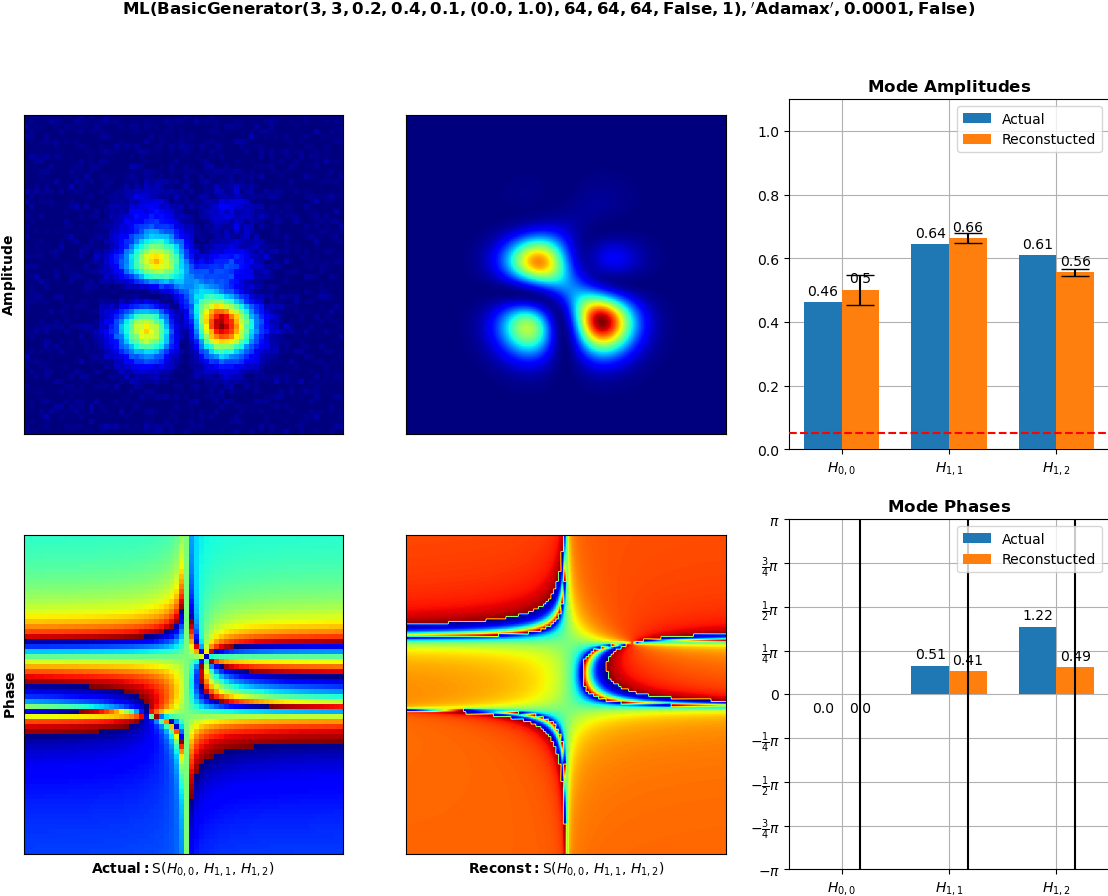 ML(BasicGenerator(3, 3, 0.2, 0.4, 0.1, (0.0, 1.0), 64, 64, 64, False, 1), ′Adamax′, 0.0001, False)
Amplitude
Mode Amplitudes
Actual
Reconstucted
1.0
0.8
0.6
0.4
0.2
0.0
0.46
0.5
0.64
0.66
0.61
0.56
H0,0
H1,1
H1,2
Phase
Actual: S(H0,0, H1,1, H1,2)
Reconst: S(H0,0, H1,1, H1,2)
Mode Phases
Actual
Reconstucted
π
3/4π
1/2π
1/4π
0
−1/4π
−1/2π
−3/4π
−π
0.0
0.0
0.51
0.41
1.22
0.49
H0,0
H1,1
H1,2